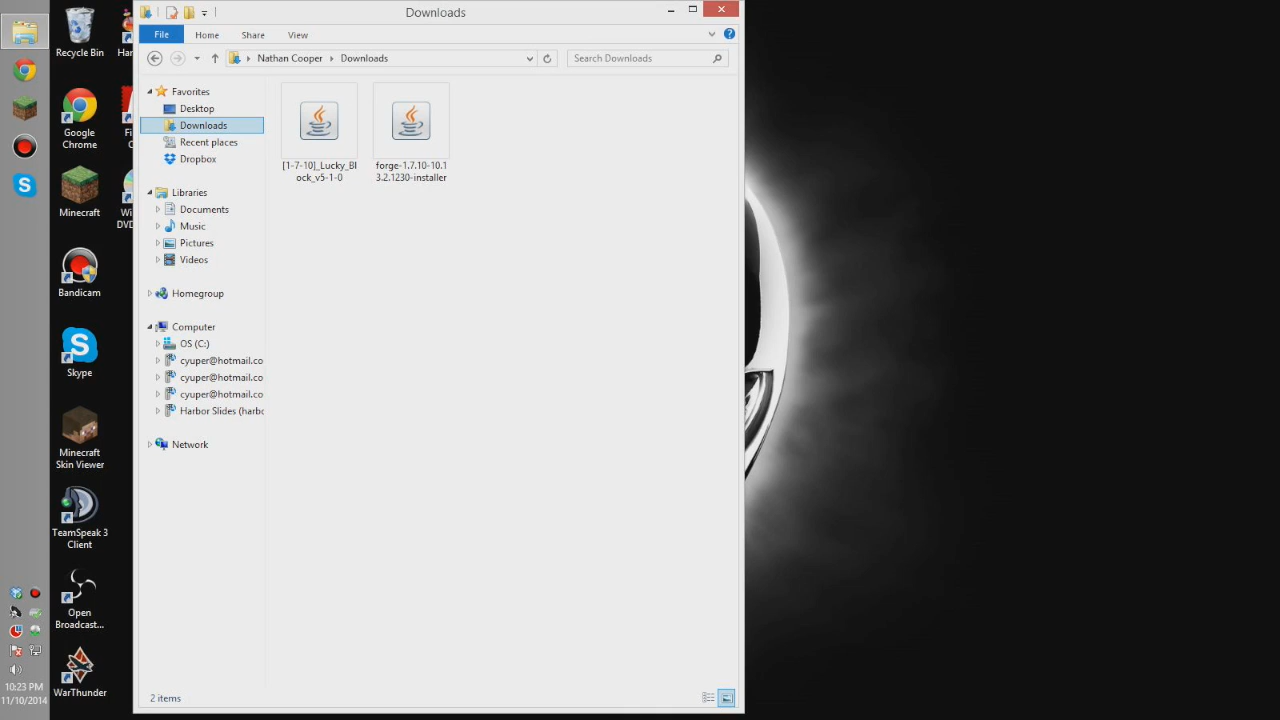 Downloads
File
Home
Share
View
Nathan Cooper
Downloads
Search Downloads
Favorites
Desktop
Downloads
Recent places
Dropbox
Libraries
Documents
Music
Pictures
Videos
Homegroup
Computer
OS (C:)
cyuper@hotmail.co
cyuper@hotmail.co
cyuper@hotmail.co
Harbor Slides (harbo
Network
[1-7-10]_Lucky_Bl
ock_v5-1-0
forge-1.7.10-10.1
3.2.1230-installer
2 items
Recycle Bin
Har
Google
Chrome
Fi
C
Minecraft
Wi
DVD
Bandicam
Skype
Minecraft
Skin Viewer
TeamSpeak 3
Client
Open
Broadcast...
WarThunder
10:23 PM
11/10/2014